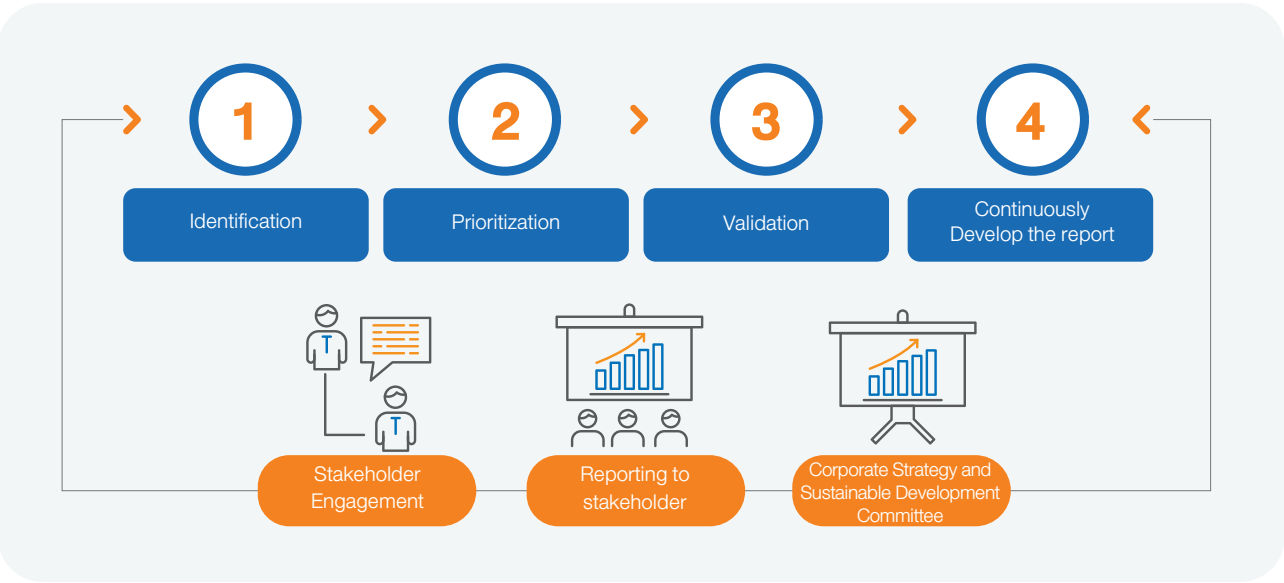 1
2
3
4
Identification
Prioritization
Validation
Continuously
Develop the report
T
T
Stakeholder
Engagement
Reporting to
stakeholder
Corporate Strategy and
Sustainable Development
Committee